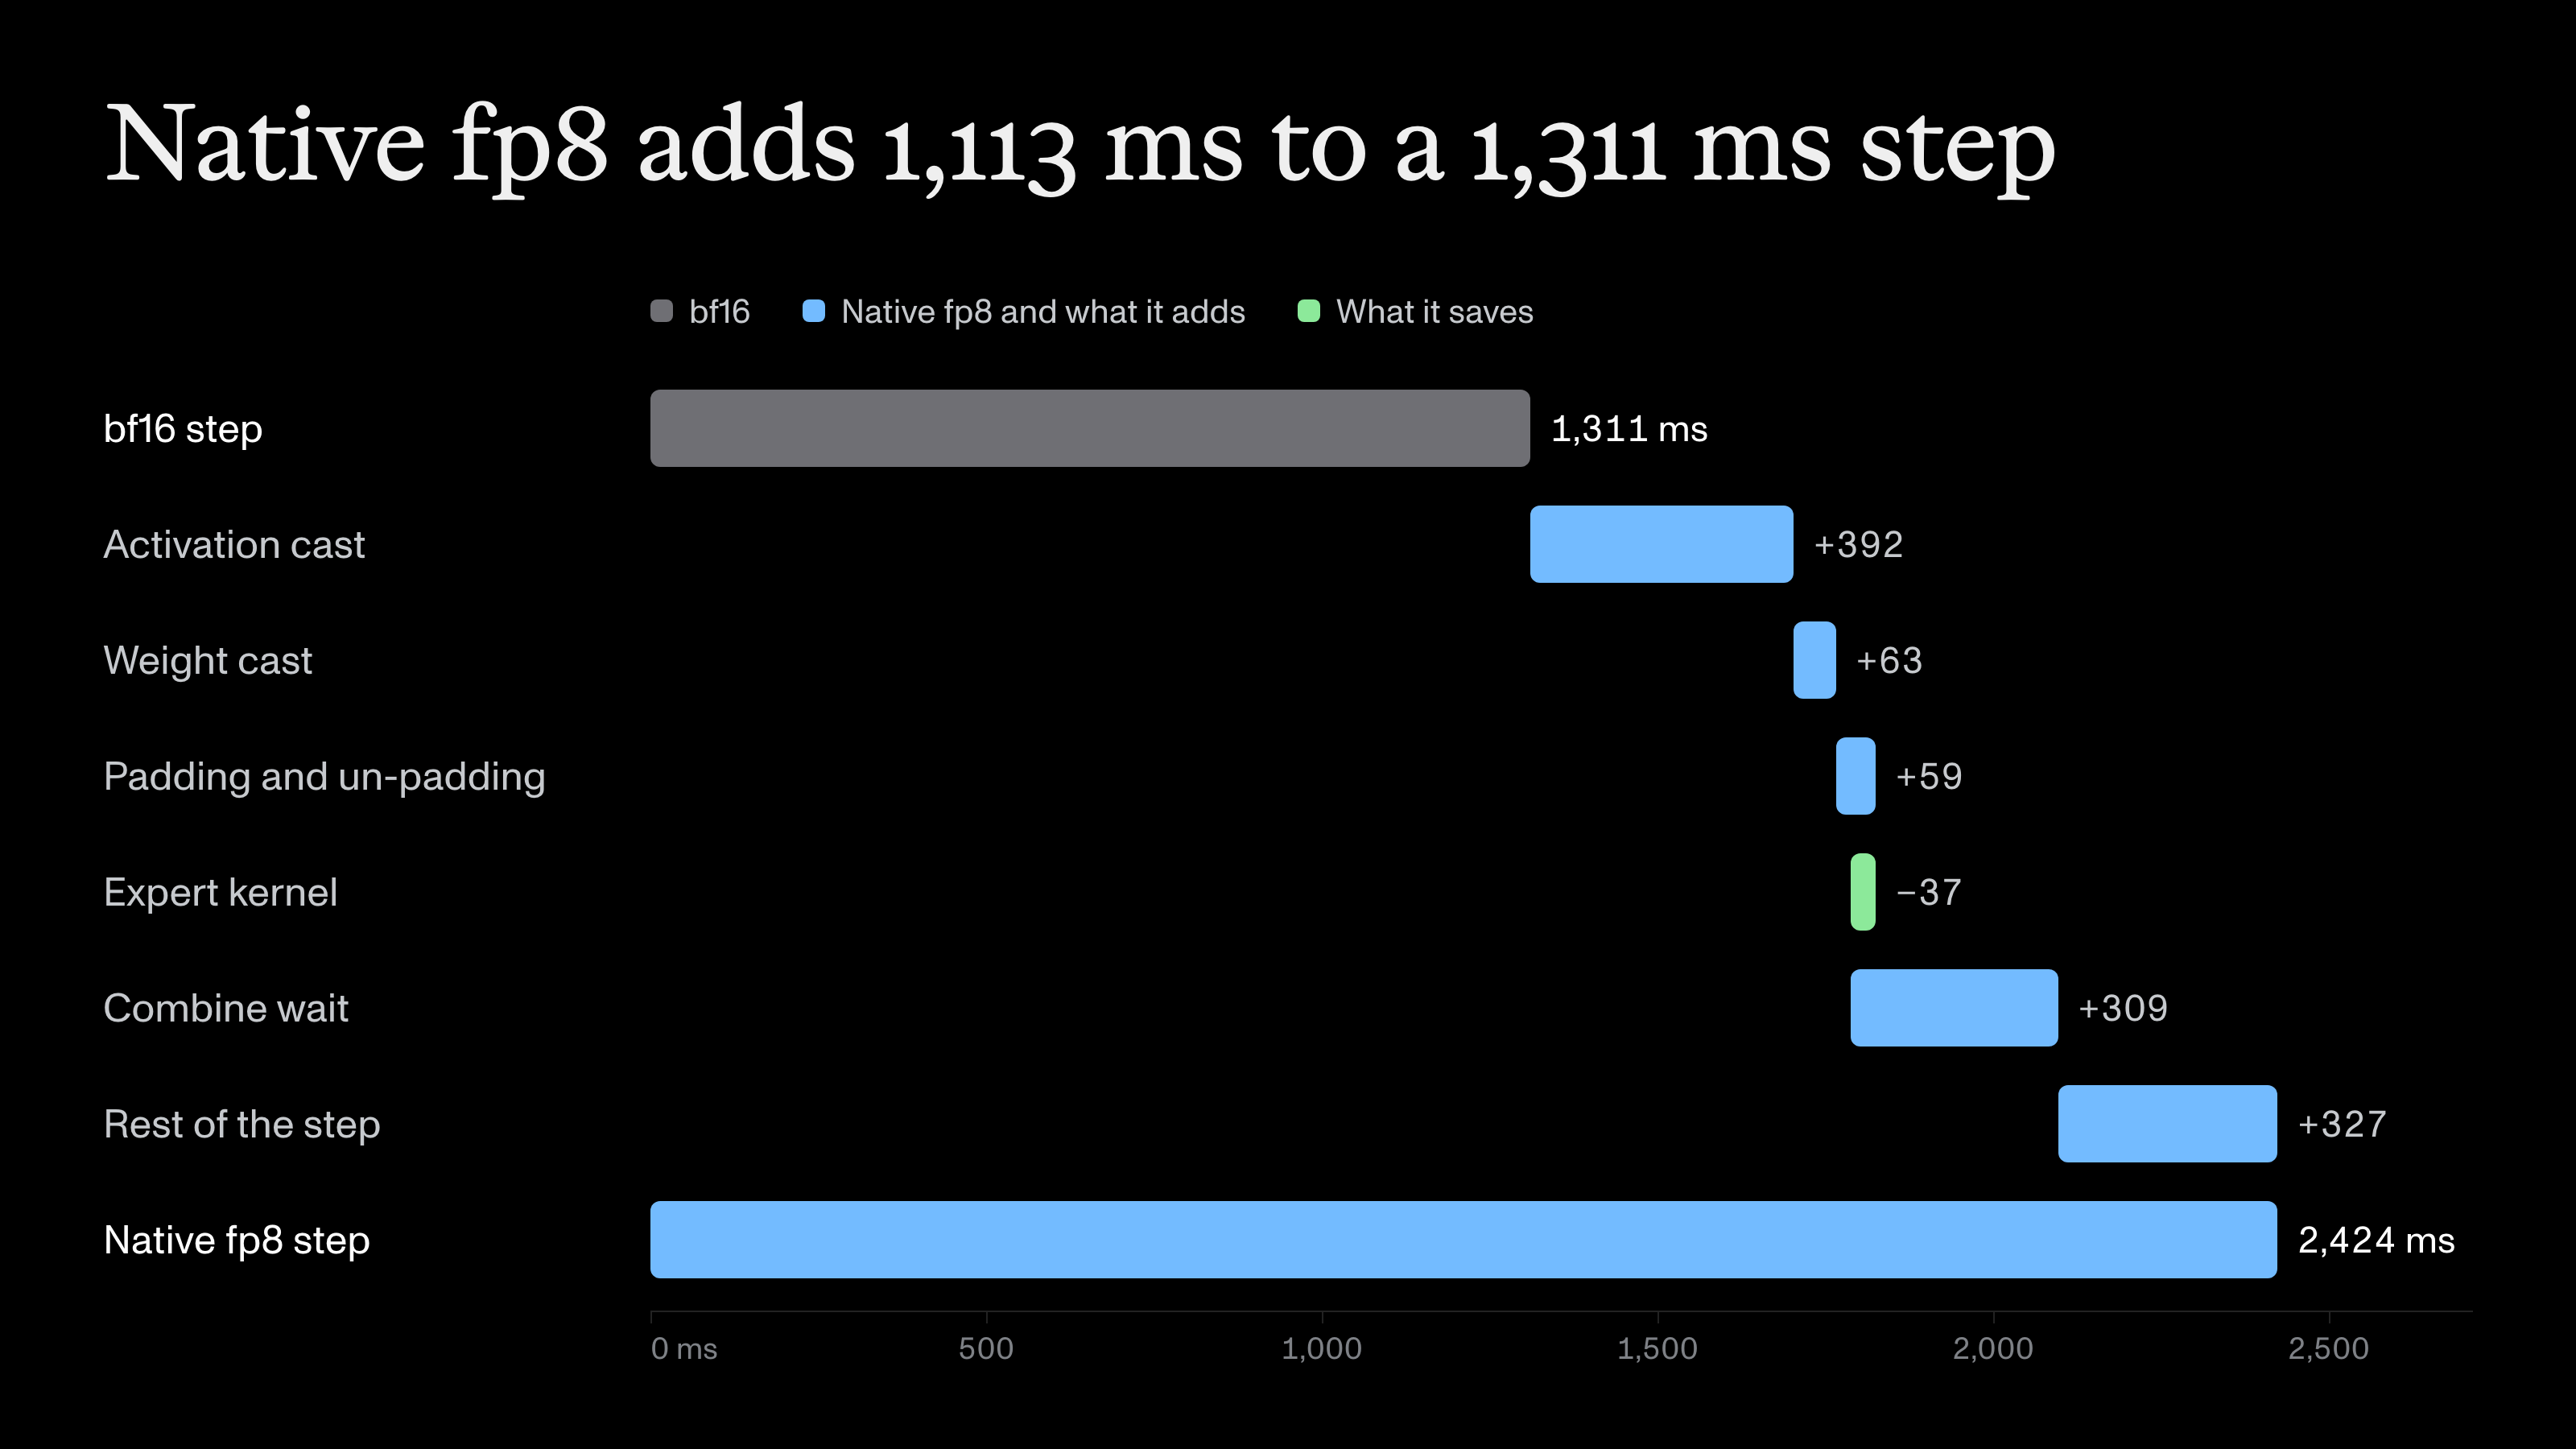 Native fp8 adds 1,113 ms to a 1,311 ms step
bf16
Native fp8 and what it adds
What it saves
bf16 step
1,311 ms
Activation cast
+392
Weight cast
+63
Padding and un-padding
+59
Expert kernel
−37
Combine wait
+309
Rest of the step
+327
Native fp8 step
2,424 ms
0 ms
500
1,000
1,500
2,000
2,500